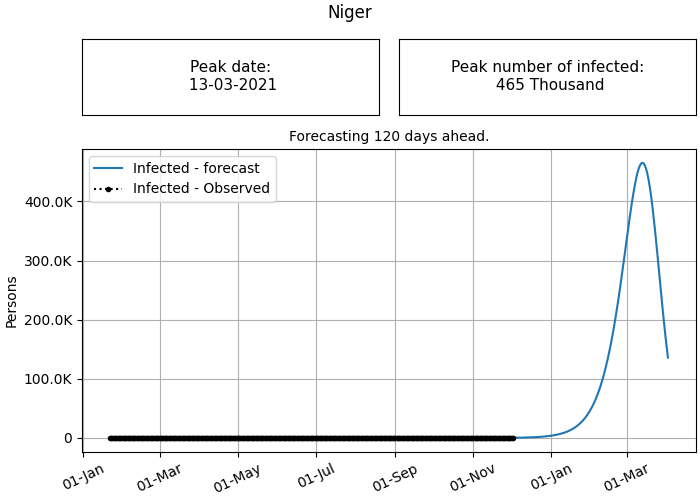 Niger
Peak date:
13-03-2021
Peak number of infected:
465 Thousand
Forecasting 120 days ahead.
Infected - forecast
Infected - Observed
Persons
400.0K
300.0K
200.0K
100.0K
0
01-Jan
01-Mar
01-May
01-Jul
01-Sep
01-Nov
01-Jan
01-Mar